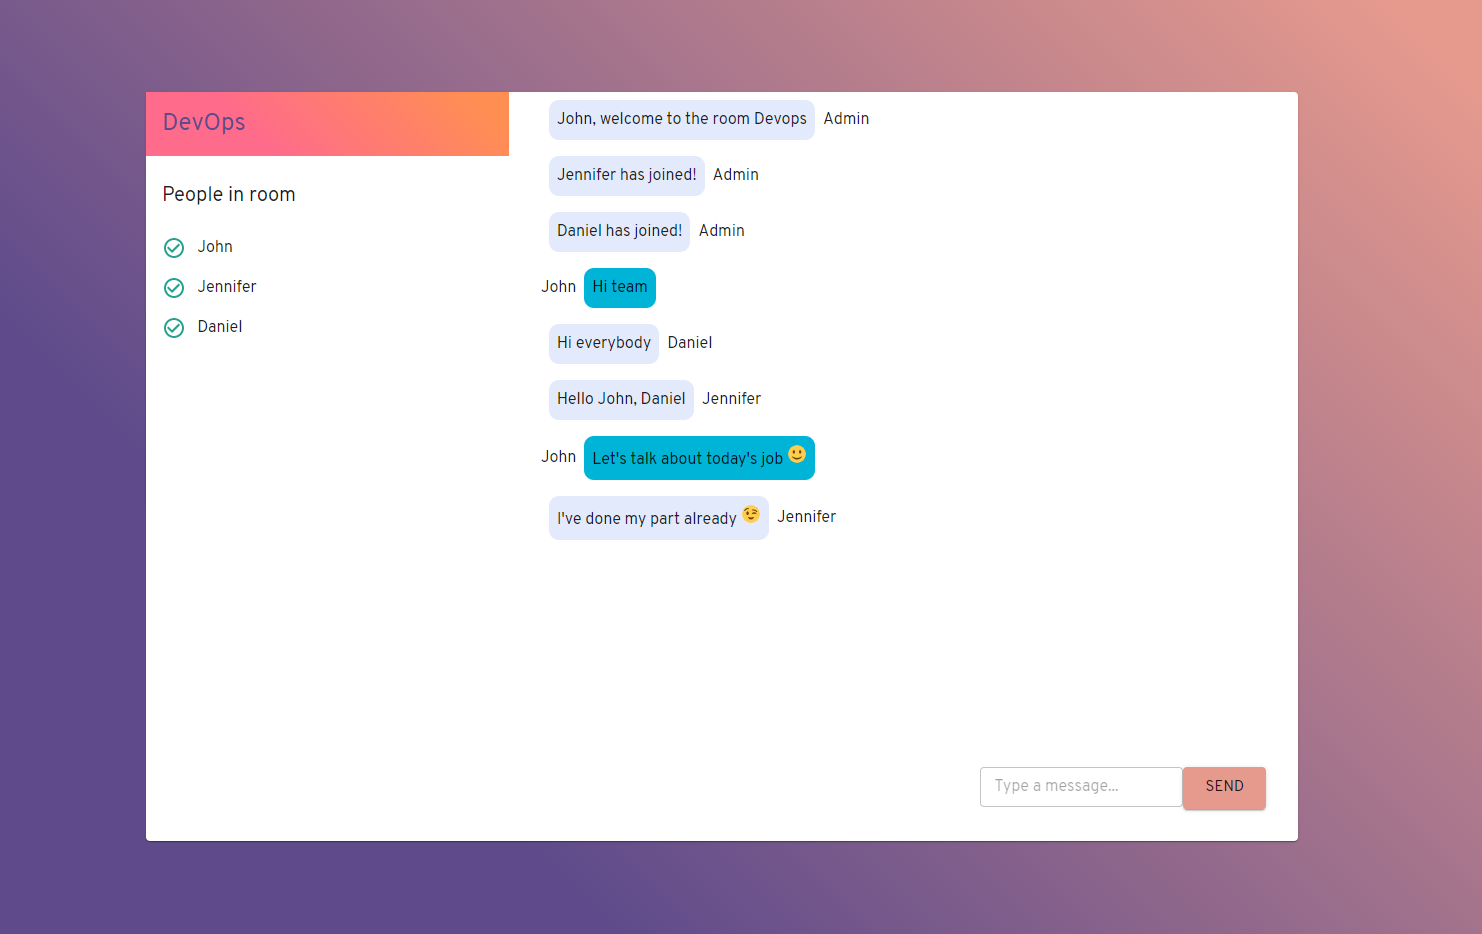 DevOps
People in room
John
Jennifer
Daniel
John, welcome to the room Devops Admin
Jennifer has joined! Admin
Daniel has joined! Admin
John Hi team
Hi everybody Daniel
Hello John, Daniel Jennifer
John Let's talk about today's job 🙂
I've done my part already 😉 Jennifer
Type a message... SEND